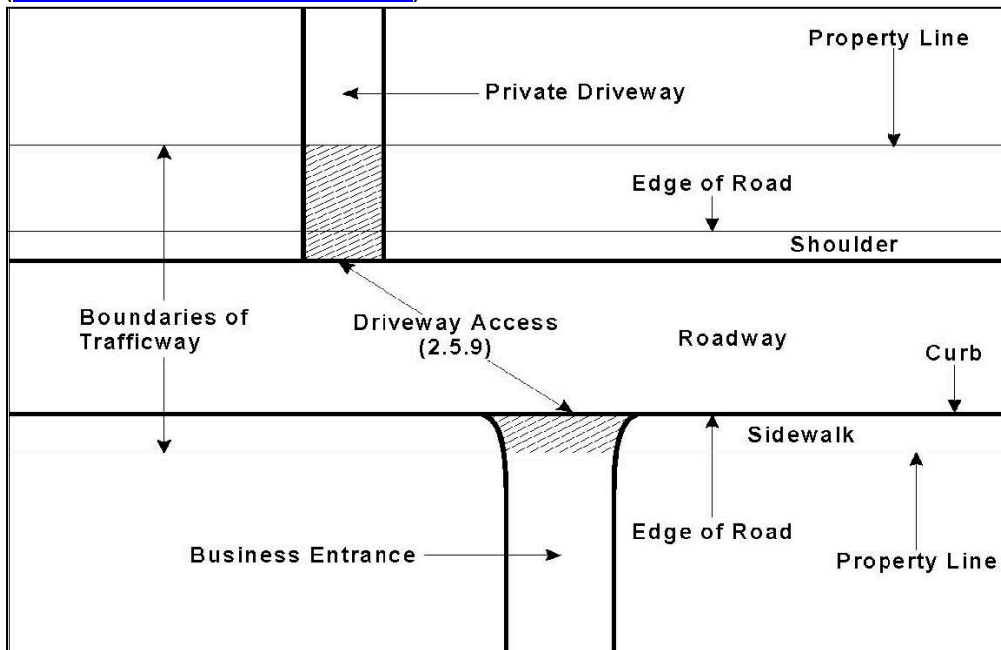 Property Line
Private Driveway
Edge of Road
Shoulder
Boundaries of
Trafficway
Driveway Access
(2.5.9)
Roadway
Curb
Sidewalk
Edge of Road
Business Entrance
Property Line